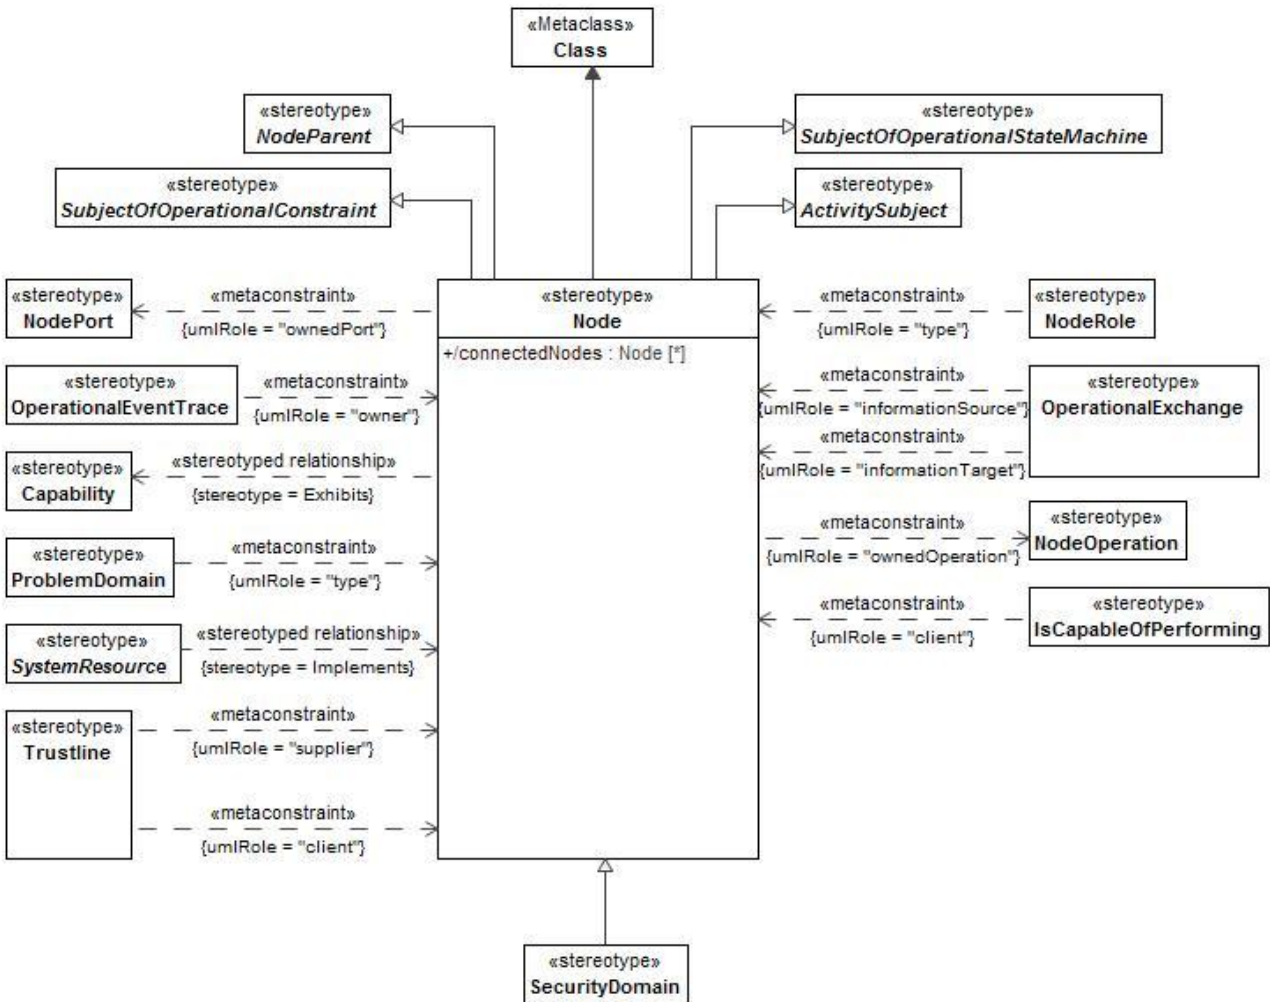 «Metaclass»
Class
«stereotype»
NodeParent
«stereotype»
SubjectOfOperationalStateMachine
«stereotype»
SubjectOfOperationalConstraint
«stereotype»
ActivitySubject
«stereotype»
NodePort
«metaconstraint»
{umlRole = "ownedPort"}
«stereotype»
Node
+/connectedNodes : Node [*]
«metaconstraint»
{umlRole = "type"}
«stereotype»
NodeRole
«stereotype»
OperationalEventTrace
«metaconstraint»
{umlRole = "owner"}
«metaconstraint»
{umlRole = "informationSource"}
«metaconstraint»
{umlRole = "informationTarget"}
«stereotype»
OperationalExchange
«stereotype»
Capability
«stereotyped relationship»
{stereotype = Exhibits}
«metaconstraint»
{umlRole = "ownedOperation"}
«stereotype»
NodeOperation
«stereotype»
ProblemDomain
«metaconstraint»
{umlRole = "type"}
«metaconstraint»
{umlRole = "client"}
«stereotype»
IsCapableOfPerforming
«stereotype»
SystemResource
«stereotyped relationship»
{stereotype = Implements}
«stereotype»
Trustline
«metaconstraint»
{umlRole = "supplier"}
«metaconstraint»
{umlRole = "client"}
«stereotype»
SecurityDomain